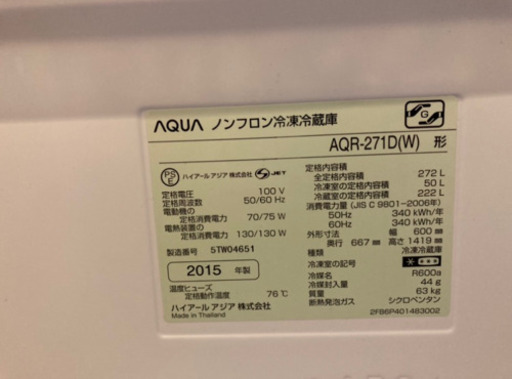 AQUA ノンフロン冷凍冷蔵庫
AQR-271D(W) 形
G
PS E ハイアール アジア 株式会社 JET
定格電圧 100 V
定格周波数 50/60 Hz
電動機の
定格消費電力 70/75 W
電熱装置の
定格消費電力 130/130 W
製造番号 5TW04651
2015 年製
温度ヒューズ
定格動作温度 76℃
ハイアール アジア 株式会社
Made in Thailand
定格内容積
全定格内容積 272 L
冷凍室の定格内容積 50 L
冷蔵室の定格内容積 222 L
消費電力量 (JIS C 9801-2006年)
50Hz 340 kWh/年
60Hz 340 kWh/年
外形寸法 幅 600 mm
奥行 667 mm 高さ 1419 mm
種類 冷凍冷蔵庫
冷凍室の記号
冷媒 R600a
冷媒封入量 44 g
質量 63 kg
断熱発泡ガス シクロペンタン
2FB6P401483002